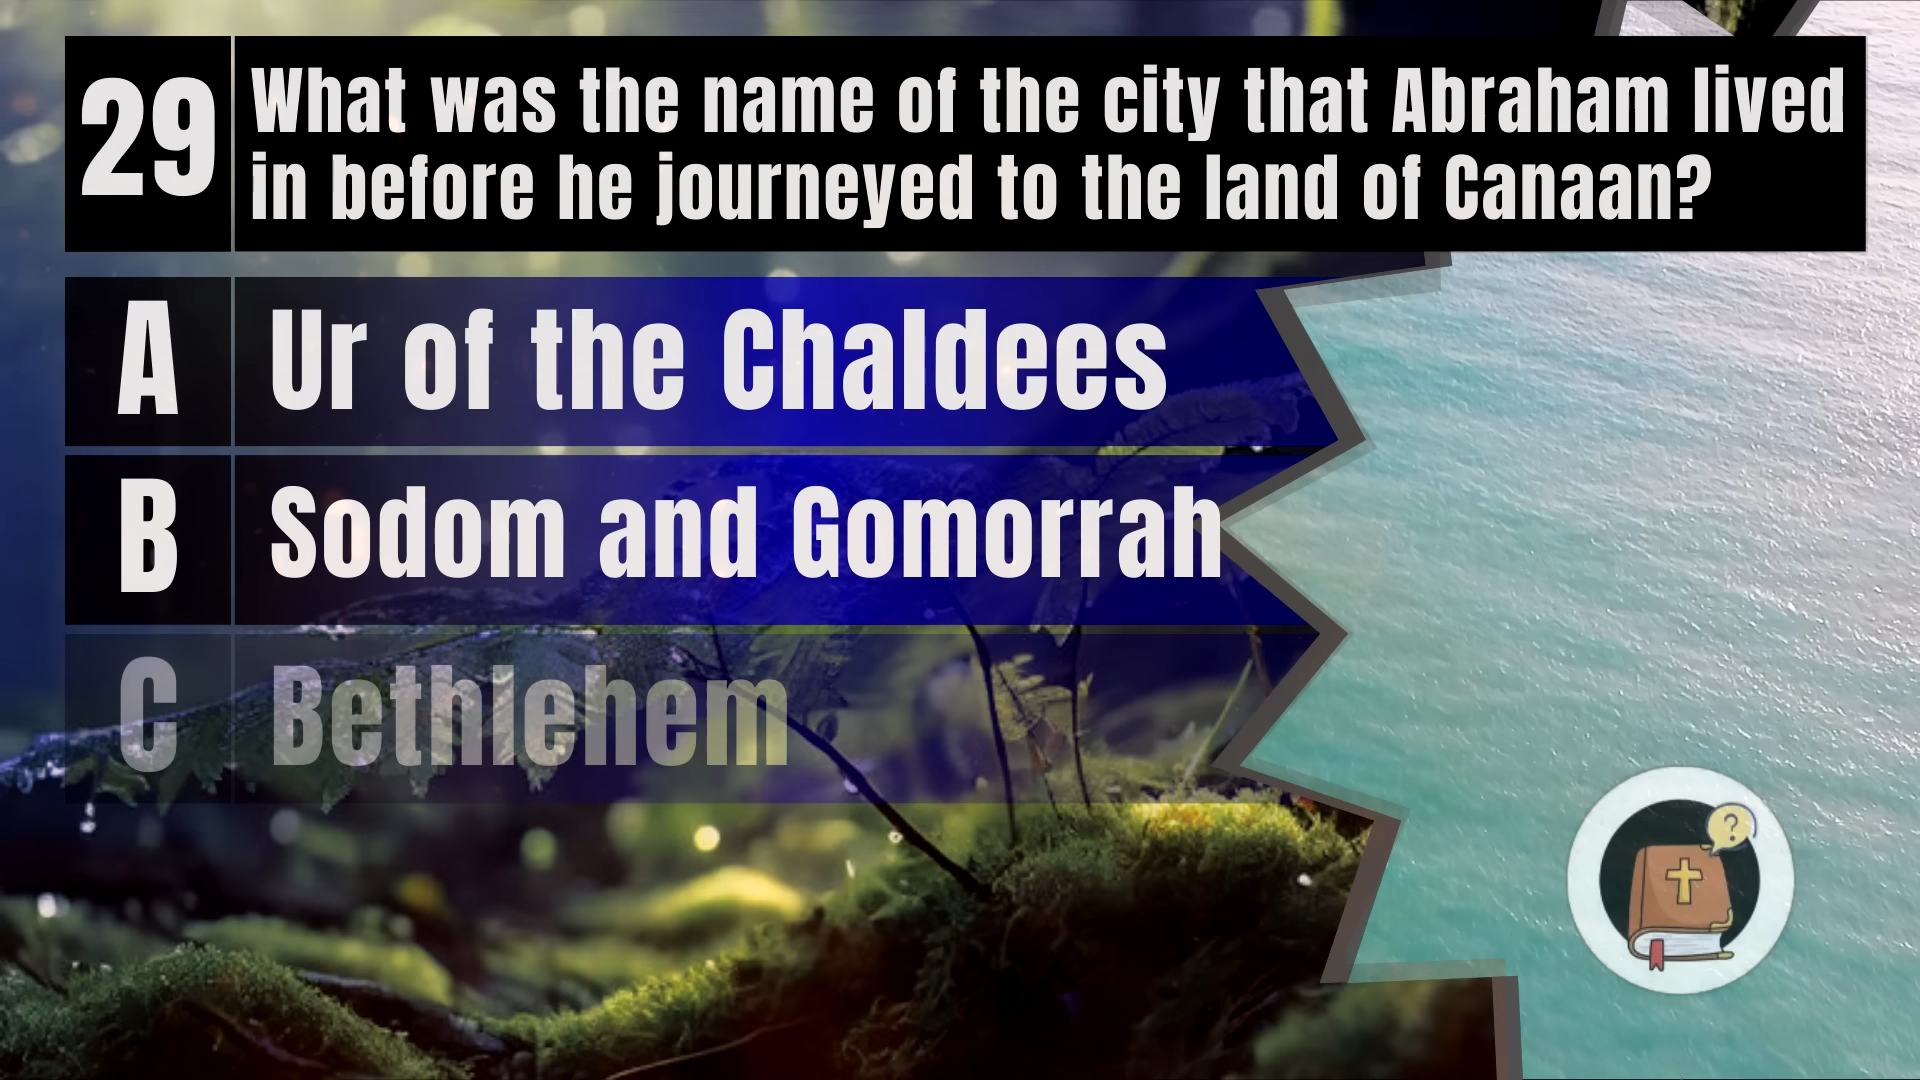 29
What was the name of the city that Abraham lived
in before he journeyed to the land of Canaan?
A Ur of the Chaldees
B Sodom and Gomorrah
C Bethlehem
?